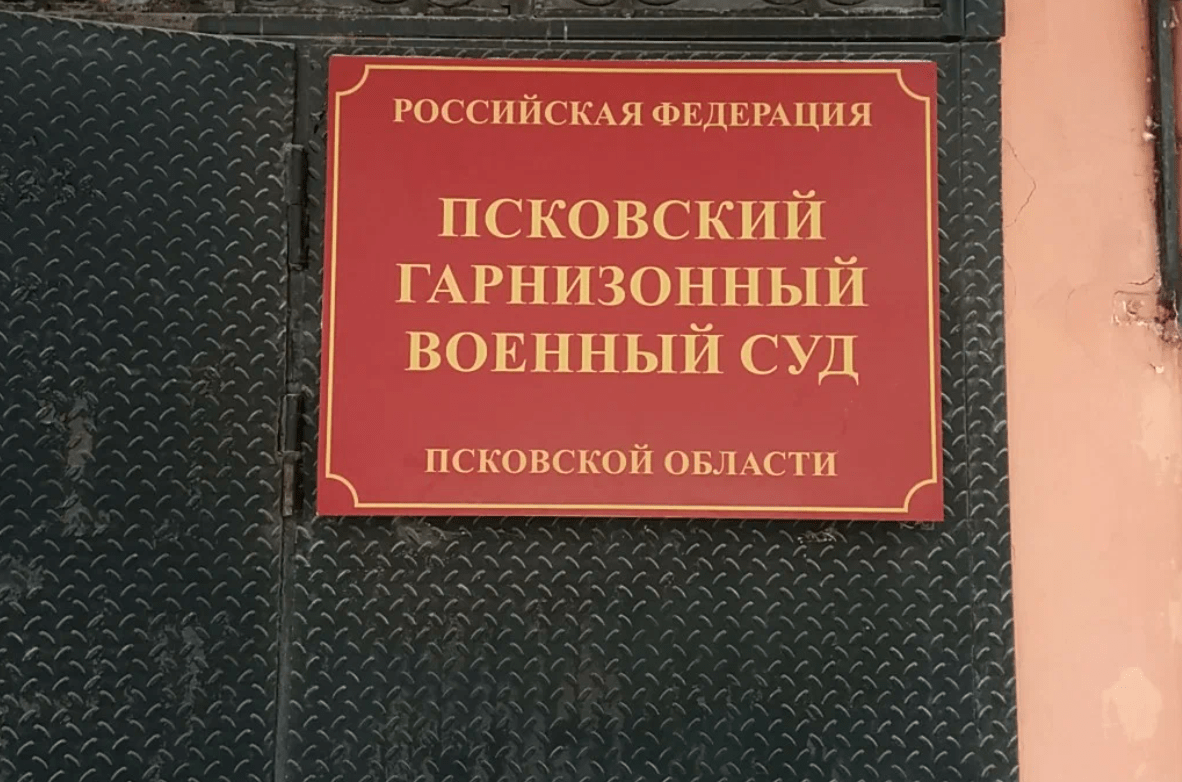 РОССИЙСКАЯ ФЕДЕРАЦИЯ
ПСКОВСКИЙ
ГАРНИЗОННЫЙ
ВОЕННЫЙ СУД
ПСКОВСКОЙ ОБЛАСТИ